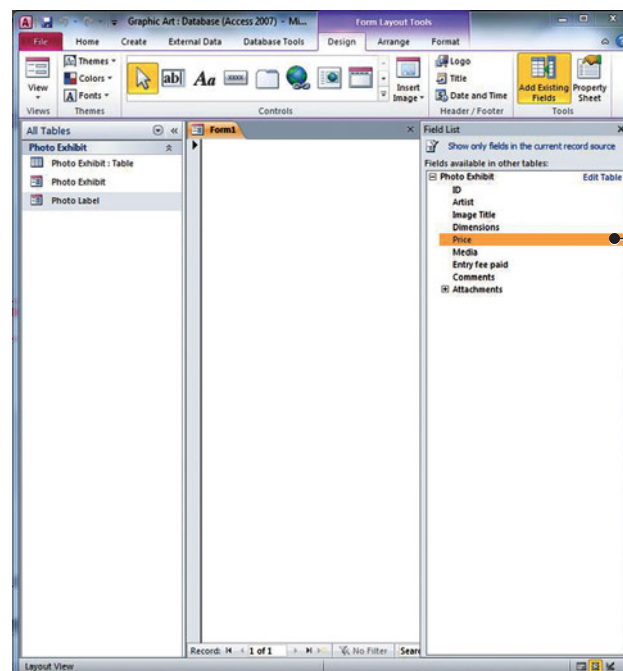 A Graphic Art : Database (Access 2007) - Mi... Form Layout Tools
File Home Create External Data Database Tools Design Arrange Format
View
Views
Themes
Colors
A Fonts
Themes
ab Aa xxxx
Controls
Insert
Image
Logo
Title
Date and Time
Header / Footer
Add Existing
Fields
Property
Sheet
Tools
All Tables
Photo Exhibit
Photo Exhibit : Table
Photo Exhibit
Photo Label
Form1
Field List
Show only fields in the current record source
Fields available in other tables:
Photo Exhibit Edit Table
ID
Artist
Image Title
Dimensions
Price
Media
Entry fee paid
Comments
Attachments
Record: 1 of 1 No Filter Sear
Layout View